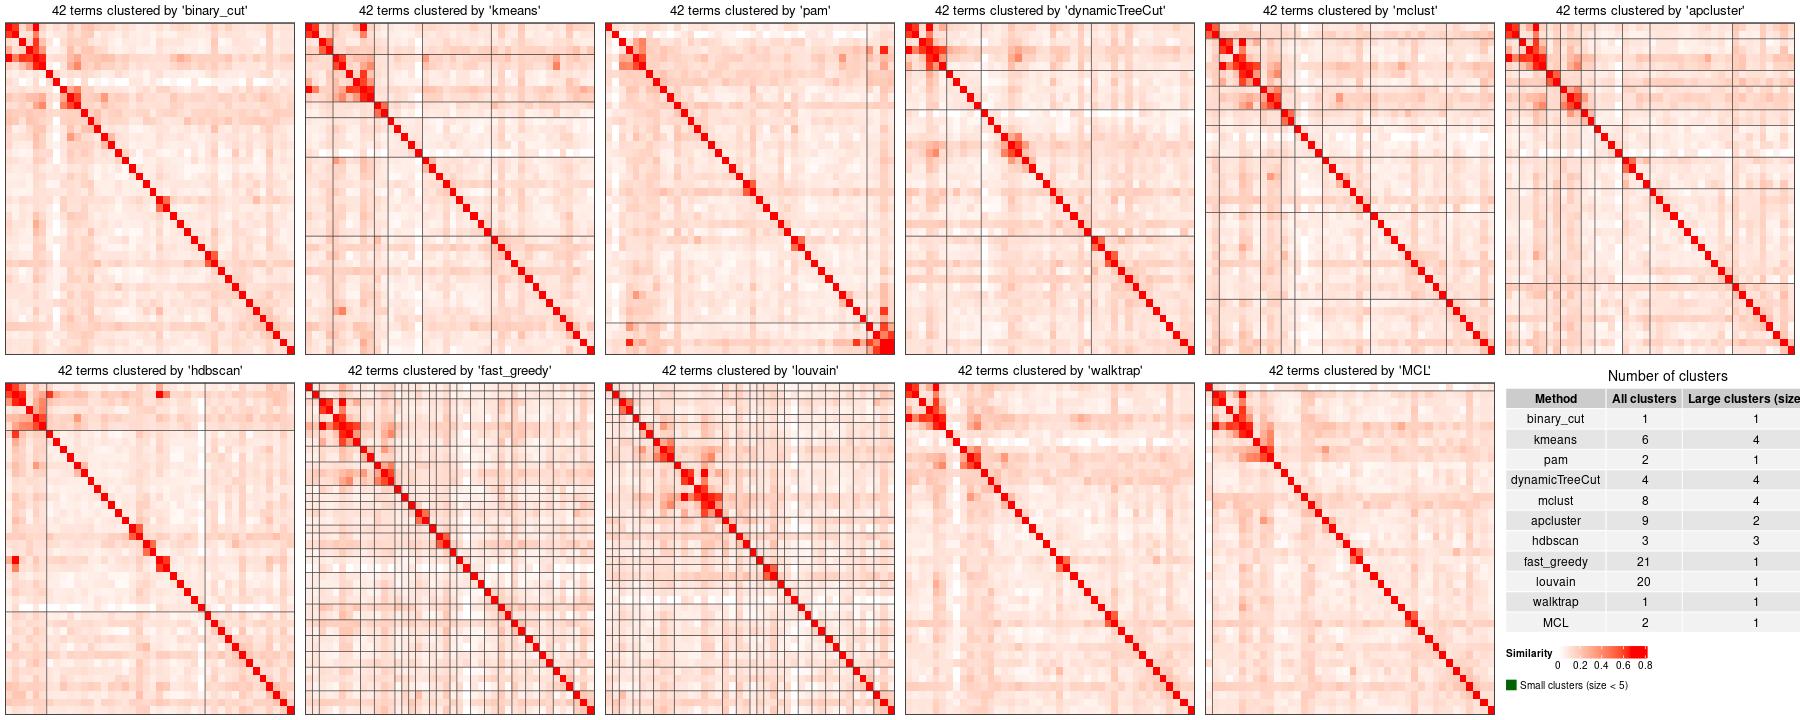 42 terms clustered by 'binary_cut'
42 terms clustered by 'kmeans'
42 terms clustered by 'pam'
42 terms clustered by 'dynamicTreeCut'
42 terms clustered by 'mclust'
42 terms clustered by 'apcluster'
42 terms clustered by 'hdbscan'
42 terms clustered by 'fast_greedy'
42 terms clustered by 'louvain'
42 terms clustered by 'walktrap'
42 terms clustered by 'MCL'
Number of clusters
Method All clusters Large clusters (size
binary_cut 1 1
kmeans 6 4
pam 2 1
dynamicTreeCut 4 4
mclust 8 4
apcluster 9 2
hdbscan 3 3
fast_greedy 21 1
louvain 20 1
walktrap 1 1
MCL 2 1
Similarity
0 0.2 0.4 0.6 0.8
Small clusters (size < 5)